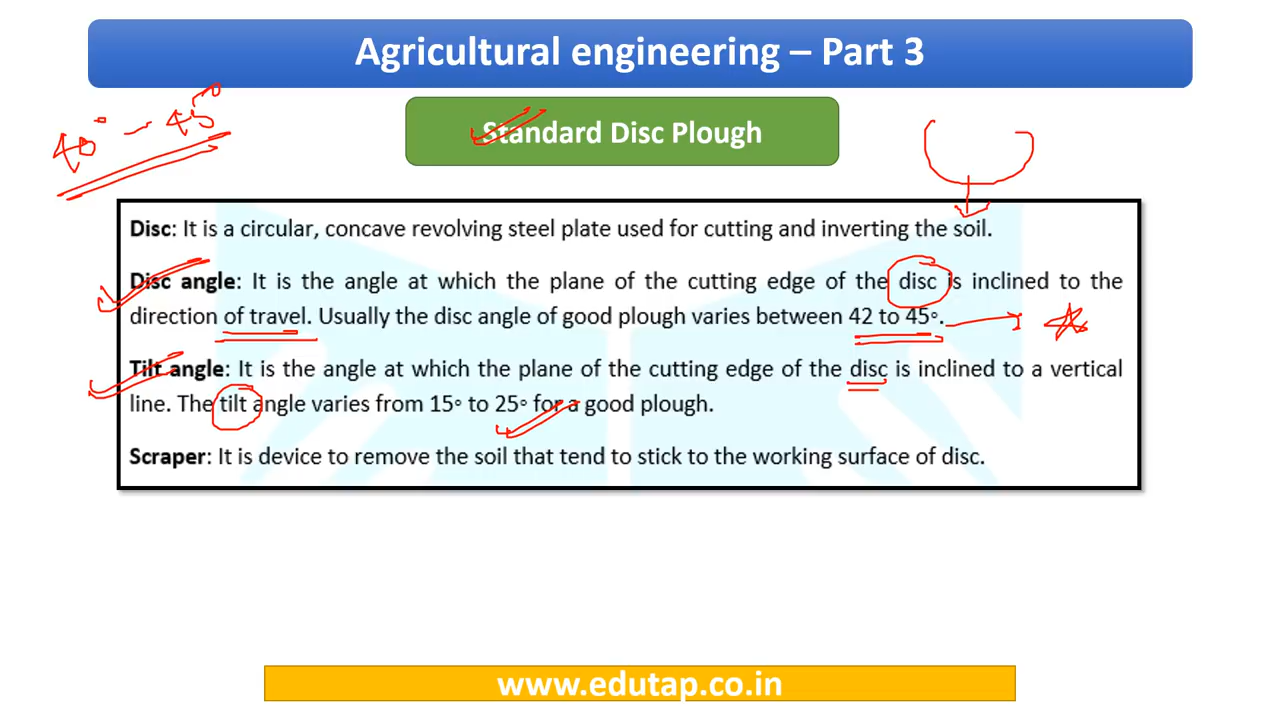 Agricultural engineering – Part 3
40° – 45°
Standard Disc Plough
Disc: It is a circular, concave revolving steel plate used for cutting and inverting the soil.
Disc angle: It is the angle at which the plane of the cutting edge of the disc is inclined to the
direction of travel. Usually the disc angle of good plough varies between 42 to 45°.
Tilt angle: It is the angle at which the plane of the cutting edge of the disc is inclined to a vertical
line. The tilt angle varies from 15° to 25° for a good plough.
Scraper: It is device to remove the soil that tend to stick to the working surface of disc.
www.edutap.co.in